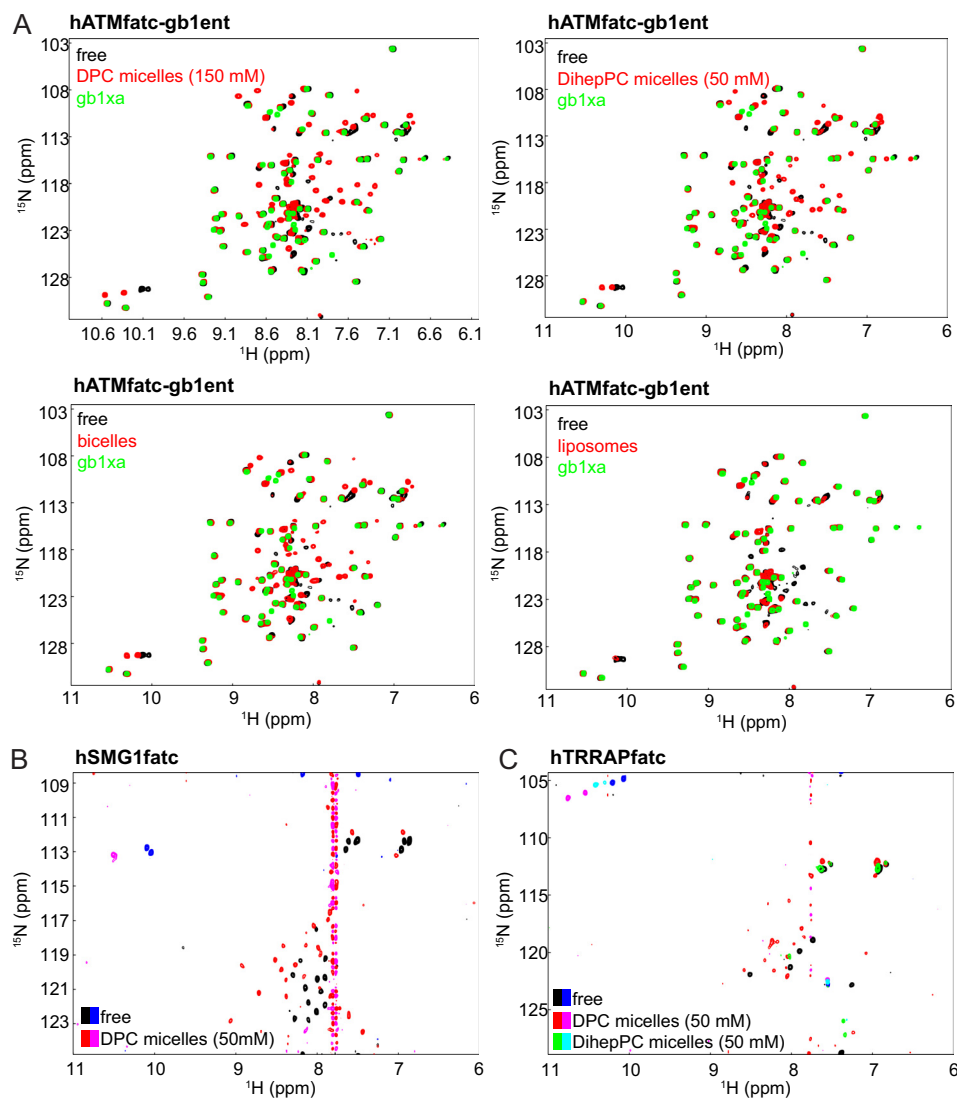 A
hATMfatc-gb1ent
free
DPC micelles (150 mM)
gb1xa
103
108
113
118
123
128
¹⁵N (ppm)
10.6 10.1 9.6 9.1 8.6 8.1 7.6 7.1 6.6 6.1
¹H (ppm)
hATMfatc-gb1ent
free
DihepPC micelles (50 mM)
gb1xa
103
108
113
118
123
128
¹⁵N (ppm)
11 10 9 8 7 6
¹H (ppm)
hATMfatc-gb1ent
free
bicelles
gb1xa
103
108
113
118
123
128
¹⁵N (ppm)
11 10 9 8 7 6
¹H (ppm)
hATMfatc-gb1ent
free
liposomes
gb1xa
103
108
113
118
123
128
¹⁵N (ppm)
11 10 9 8 7 6
¹H (ppm)
B
hSMG1fatc
109
111
113
115
117
119
121
123
¹⁵N (ppm)
free
DPC micelles (50mM)
11 10 9 8 7 6
¹H (ppm)
C
hTRRAPfatc
105
110
115
120
125
¹⁵N (ppm)
free
DPC micelles (50 mM)
DihepPC micelles (50 mM)
11 10 9 8 7 6
¹H (ppm)